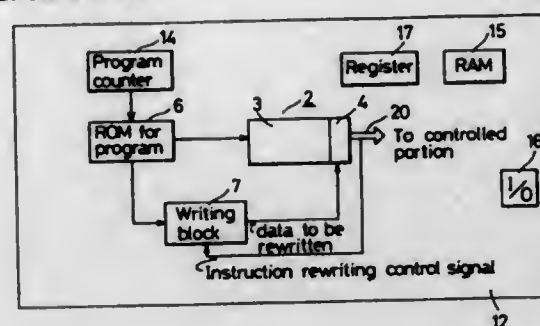 14
17
15
Program
counter
Register
RAM
6
2
3
4
20
ROM for
program
To controlled
portion
16
I/O
7
Writing
block
data to be
rewritten
Instruction rewriting control signal
12